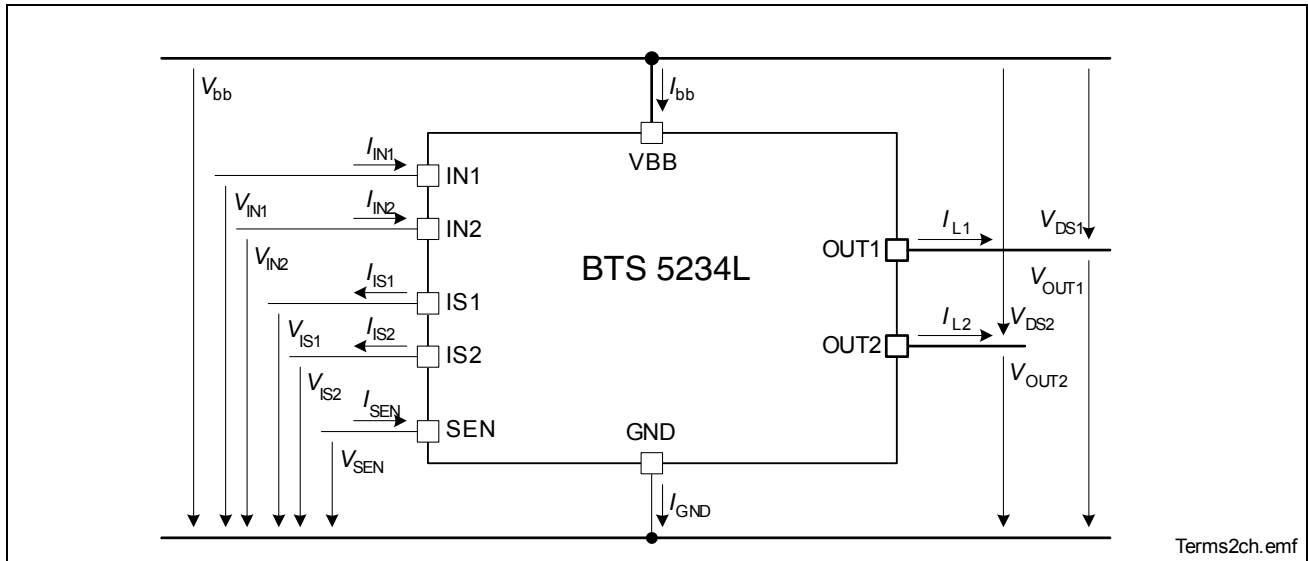 Vbb
Ibb
VBB
IIN1
IN1
VIN1
IIN2
IN2
VIN2
BTS 5234L
OUT1
IL1
VDS1
IIS1
IS1
VOUT1
VIS1
IIS2
IS2
OUT2
IL2
VDS2
VIS2
VOUT2
ISEN
SEN
GND
VSEN
IGND
Terms2ch.emf